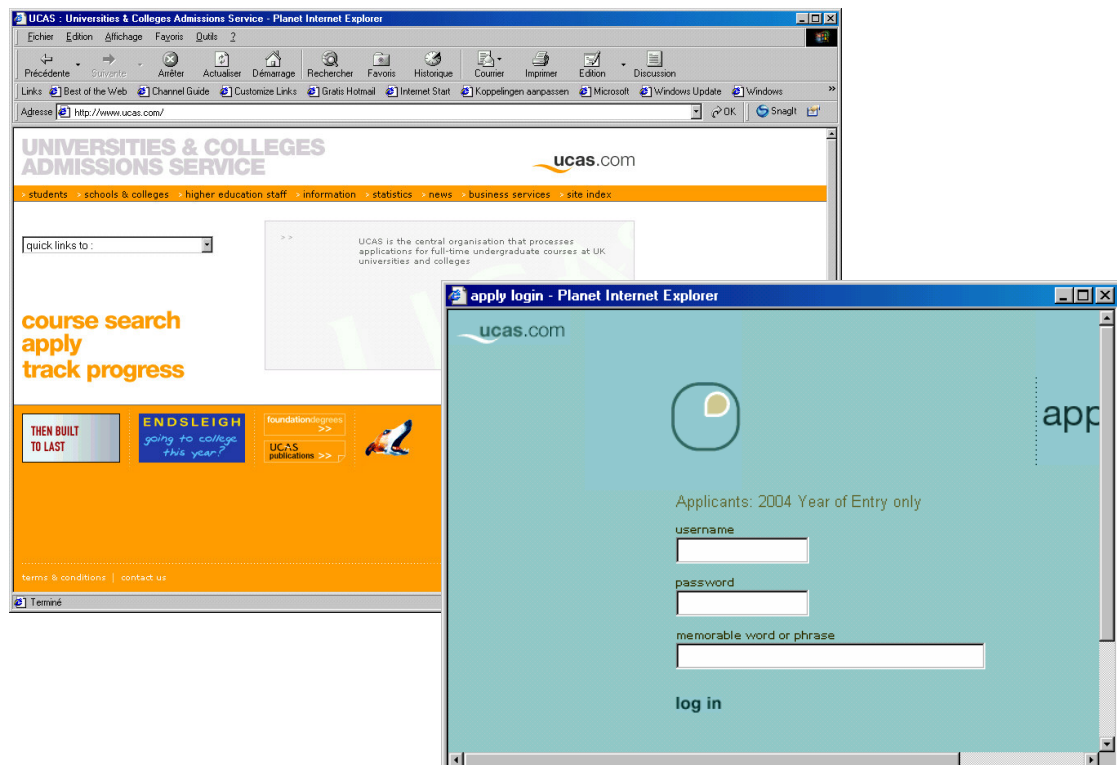 UCAS : Universities & Colleges Admissions Service - Planet Internet Explorer
Fichier Edition Affichage Favoris Outils ?
Précédente Suivante Arrêter Actualiser Démarrage Rechercher Favoris Historique Courrier Imprimer Edition Discussion
Links Best of the Web Channel Guide Customize Links Gratis Hotmail Internet Start Koppelingen aanpassen Microsoft Windows Update Windows »
Adresse http://www.ucas.com/ OK SnagIt
UNIVERSITIES & COLLEGES
ADMISSIONS SERVICE
ucas.com
> students > schools & colleges > higher education staff > information > statistics > news > business services > site index
quick links to :
>>
UCAS is the central organisation that processes
applications for full-time undergraduate courses at UK
universities and colleges
course search
apply
track progress
THEN BUILT
TO LAST
ENDSLEIGH
going to college
this year?
foundationdegrees
>>
UCAS
publications >>
terms & conditions | contact us
Terminé
apply login - Planet Internet Explorer
ucas.com
app
Applicants: 2004 Year of Entry only
username
password
memorable word or phrase
log in